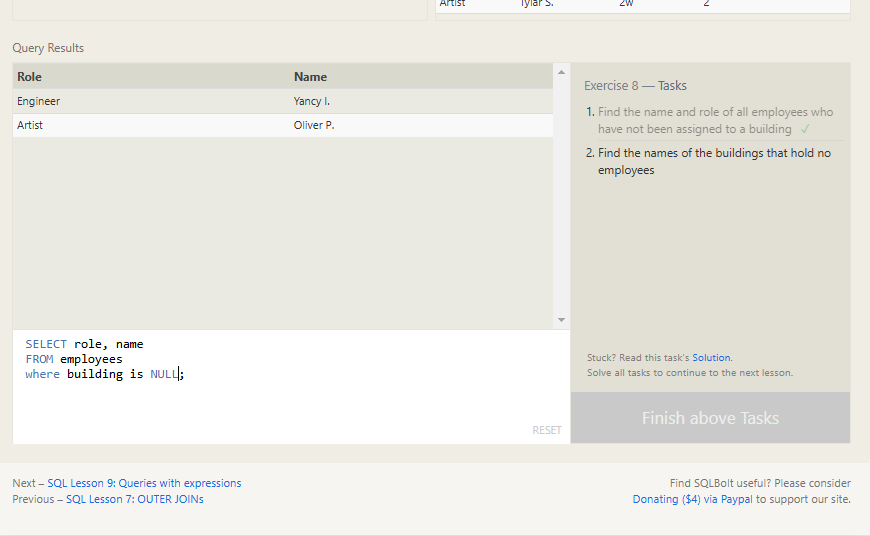 Artist Tylar S. 2w 2
Query Results
Role Name
Engineer Yancy I.
Artist Oliver P.
Exercise 8 — Tasks
1. Find the name and role of all employees who
have not been assigned to a building ✓
2. Find the names of the buildings that hold no
employees
SELECT role, name
FROM employees
where building is NULL;
RESET
Stuck? Read this task's Solution.
Solve all tasks to continue to the next lesson.
Finish above Tasks
Next – SQL Lesson 9: Queries with expressions
Previous – SQL Lesson 7: OUTER JOINs
Find SQLBolt useful? Please consider
Donating ($4) via Paypal to support our site.